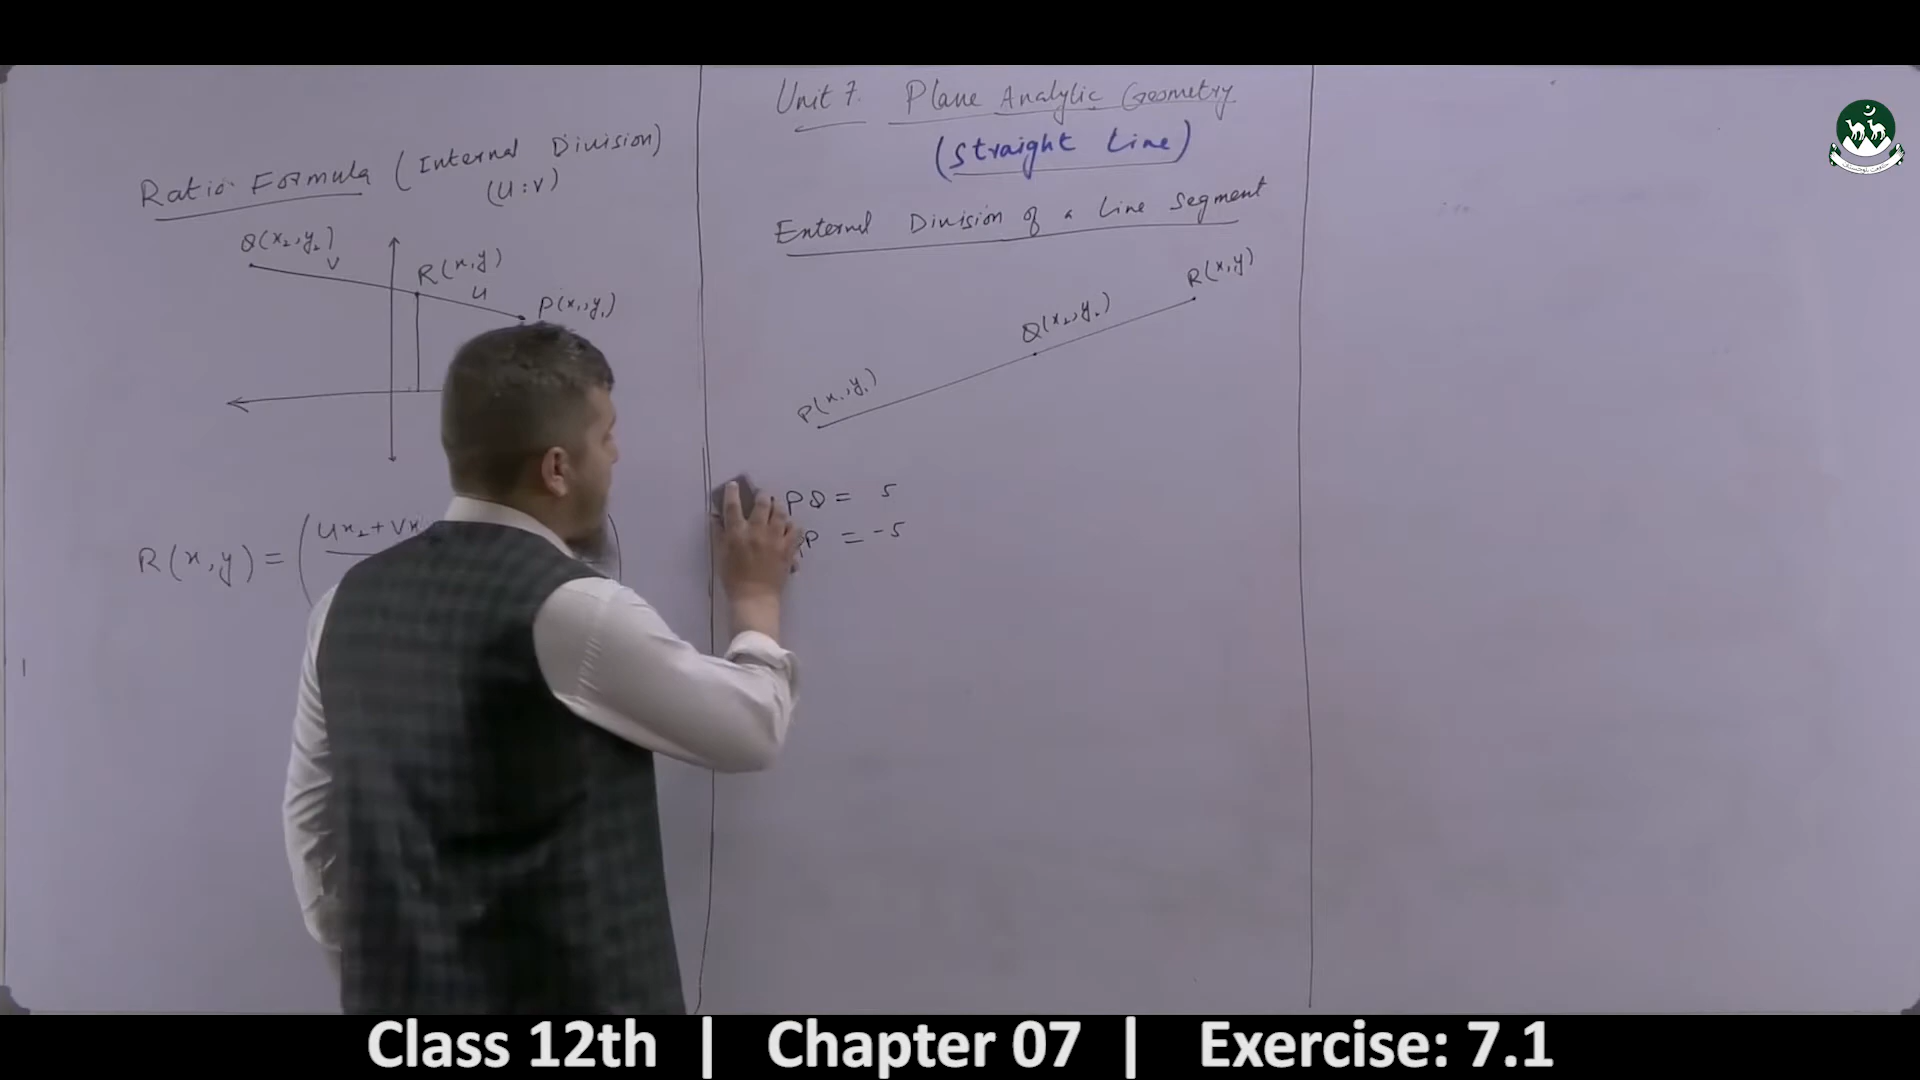 Ratio Formula (Internal Division)
(U:V)
Q(x₂,y₂)
V
R(x,y)
U
P(x₁,y₁)
R(x,y) = (Ux₂+Vx
Unit 7. Plane Analytic Geometry
(Straight Line)
External Division of a Line Segment
R(x,y)
Q(x₂,y₂)
P(x₁,y₁)
PQ = 5
P = -5
Class 12th | Chapter 07 | Exercise: 7.1